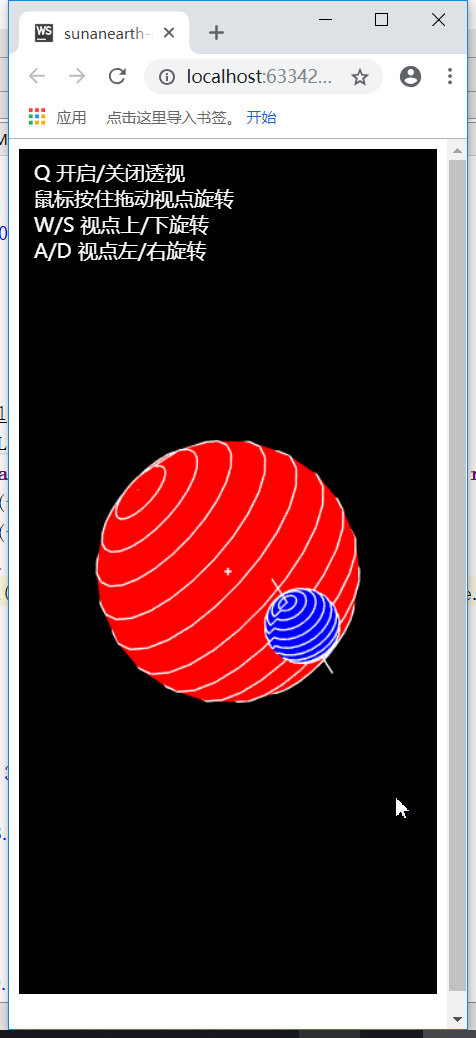 WS sunanearth-
localhost:63342...
应用 点击这里导入书签。 开始
Q 开启/关闭透视
鼠标按住拖动视点旋转
W/S 视点上/下旋转
A/D 视点左/右旋转